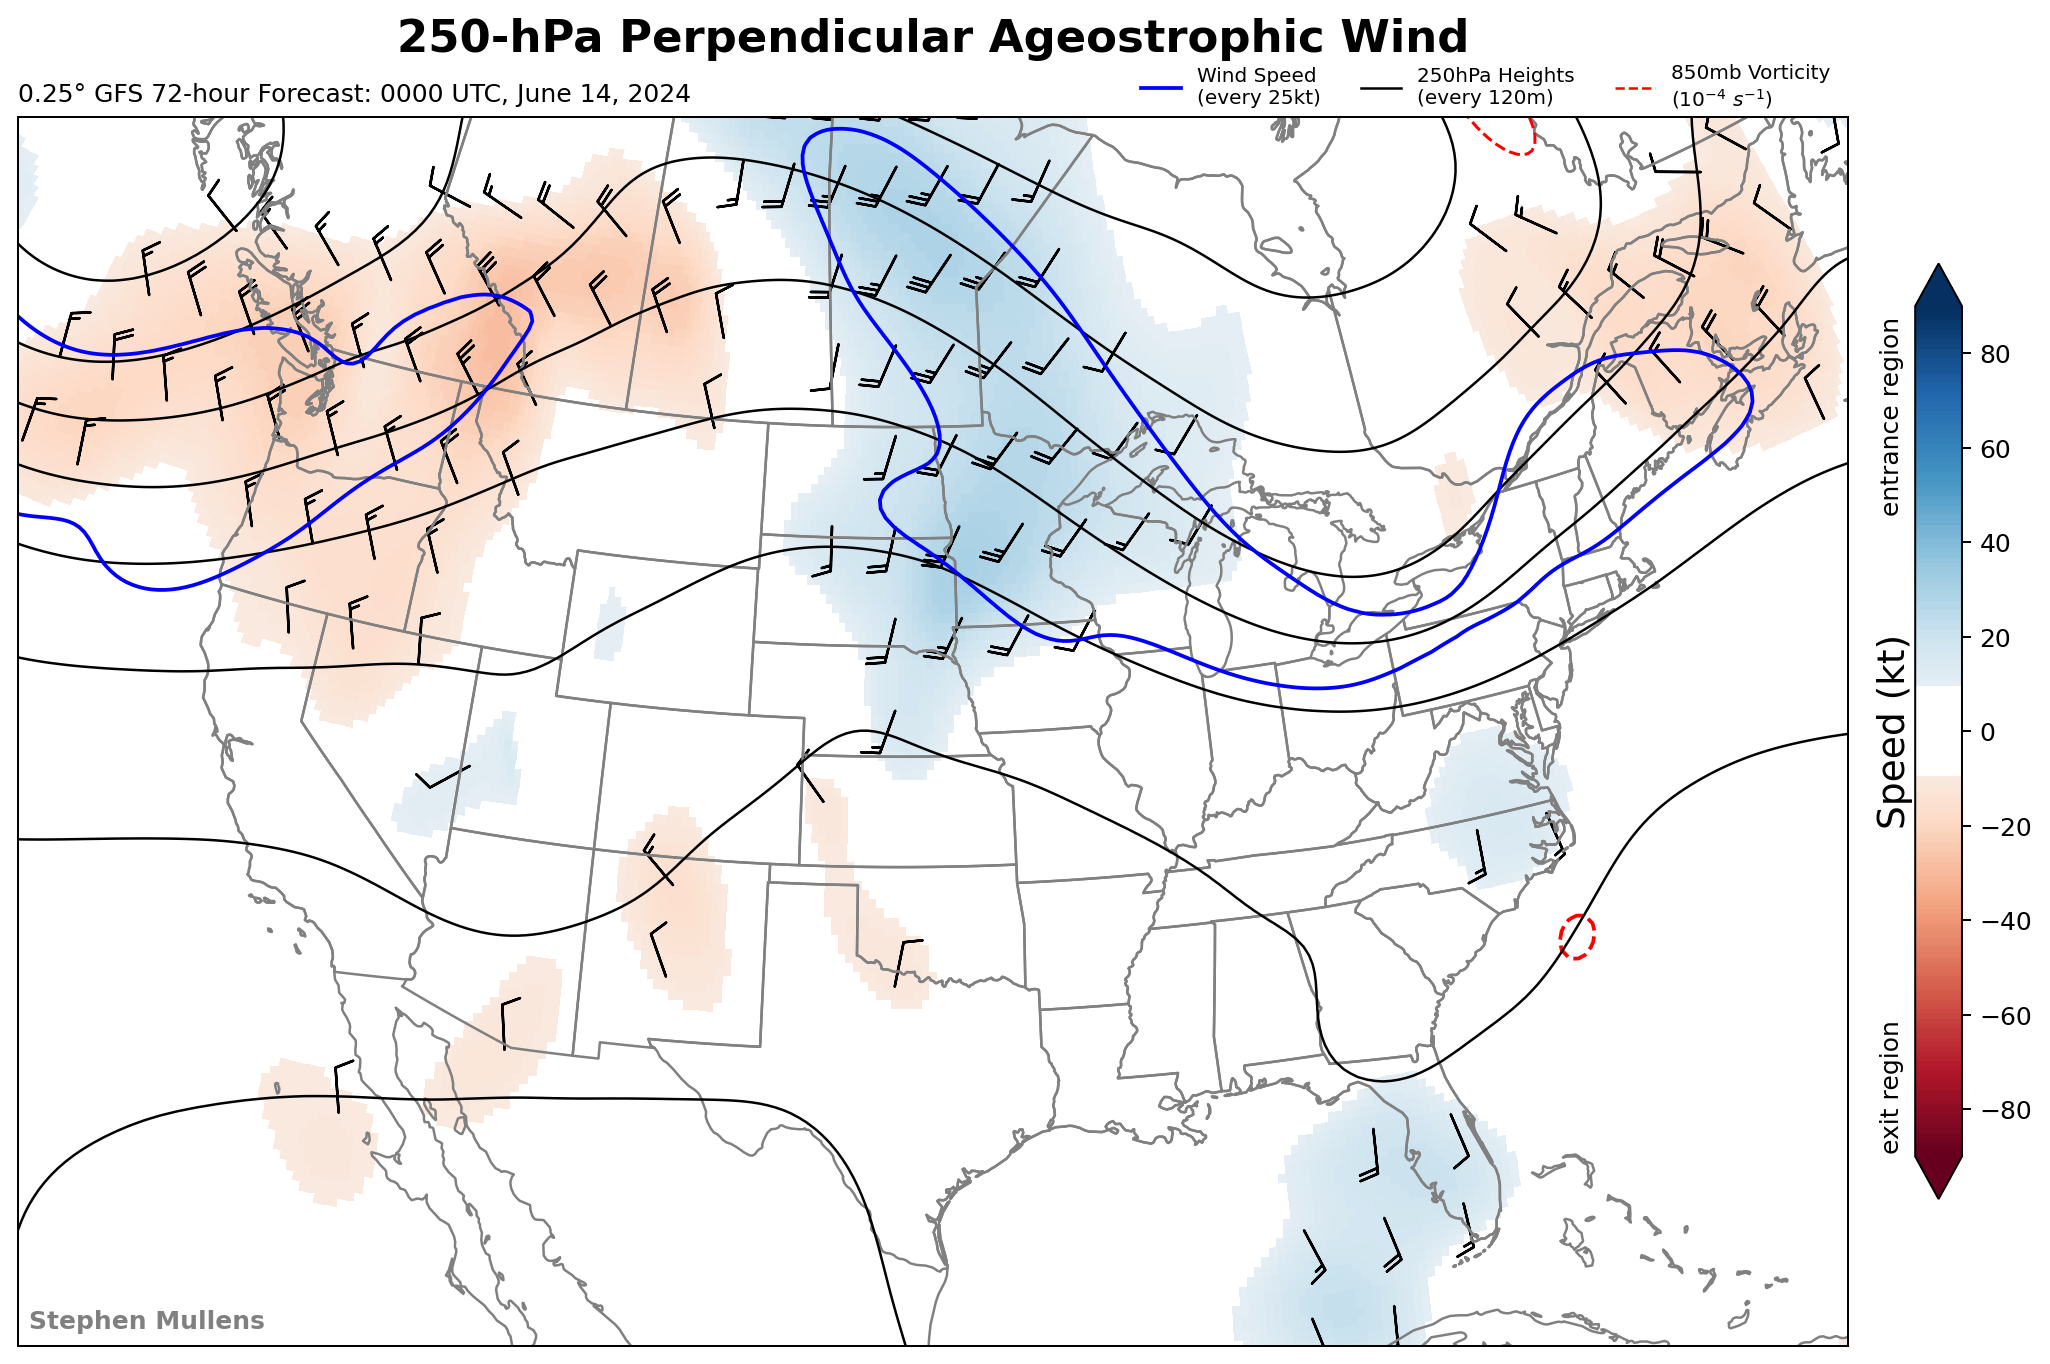 250-hPa Perpendicular Ageostrophic Wind
0.25° GFS 72-hour Forecast: 0000 UTC, June 14, 2024
Wind Speed
(every 25kt)
250hPa Heights
(every 120m)
850mb Vorticity
(10⁻⁴ s⁻¹)
entrance region
Speed (kt)
exit region
80
60
40
20
0
−20
−40
−60
−80
Stephen Mullens